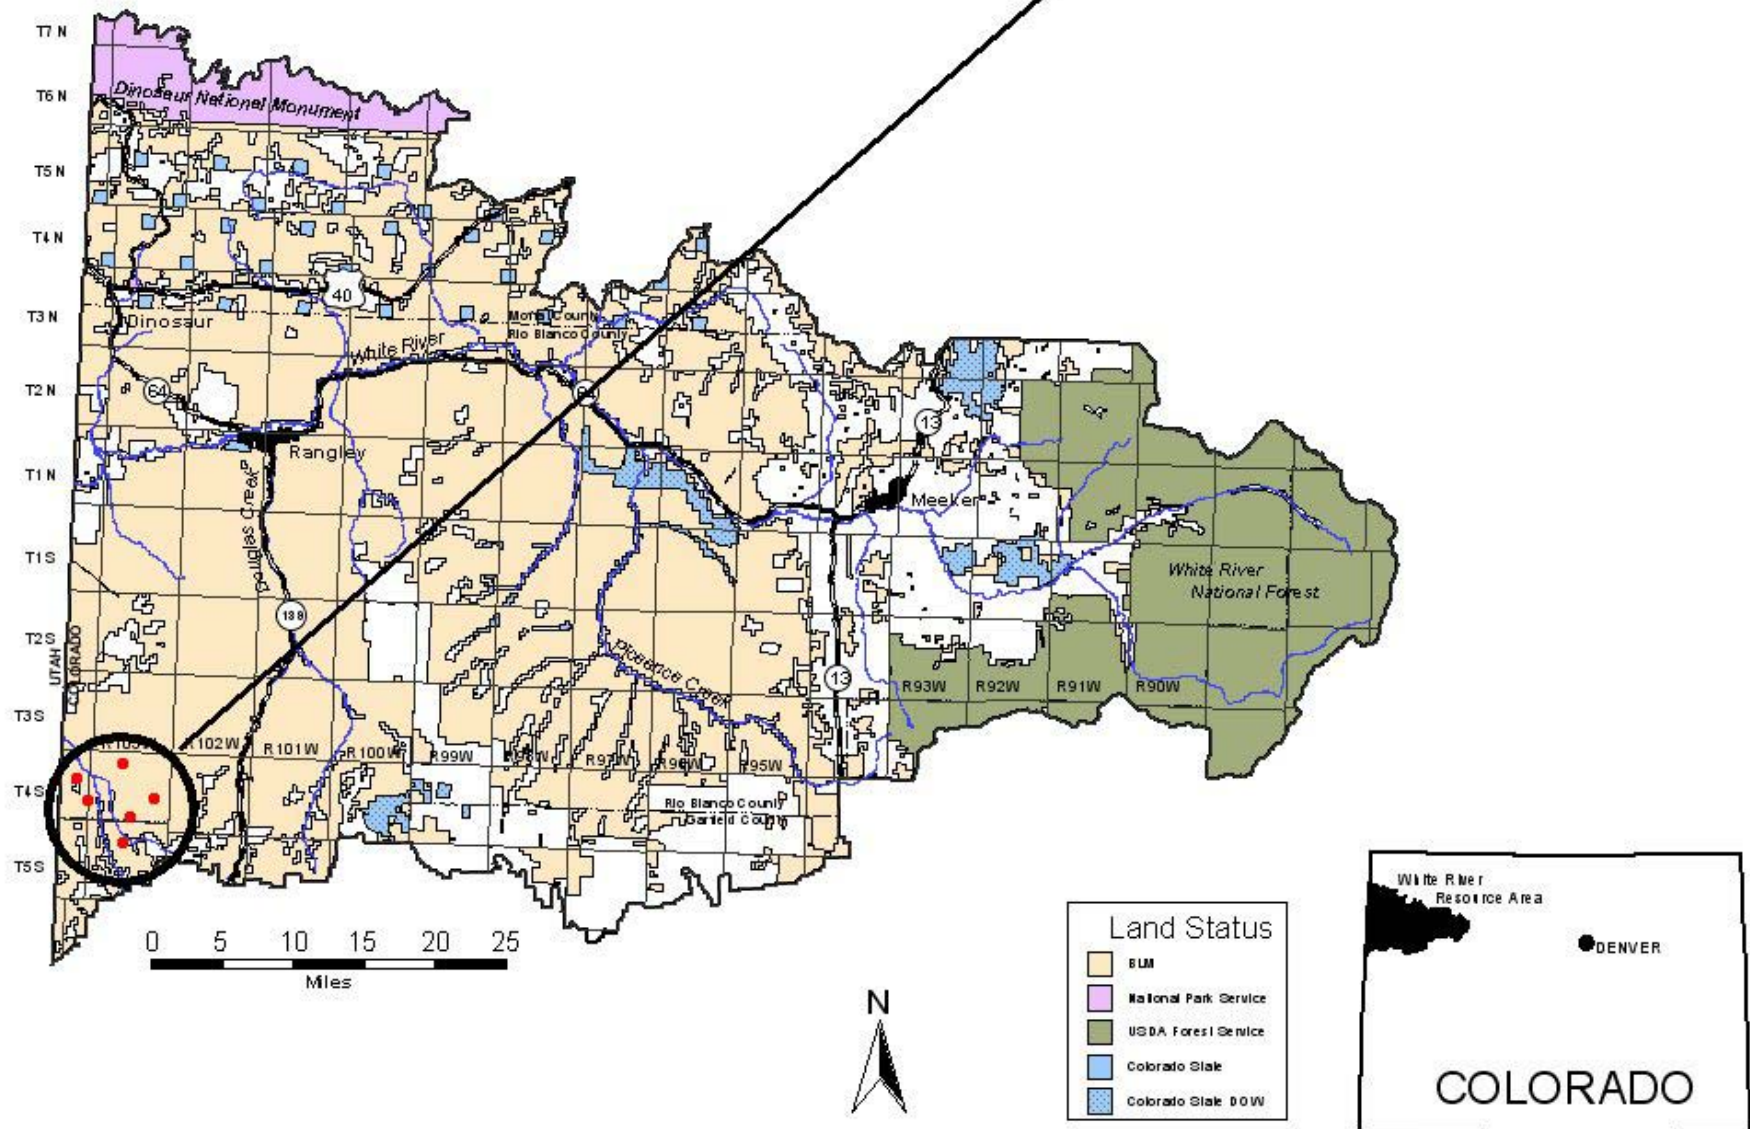 T7 N
T6 N
T5 N
T4 N
T3 N
T2 N
T1N
T1S
T2S
T3S
T4S
T5S
Dinosaur National Monument
40
Dinosaur
Moffat County
Rio Blanco County
White River
64
13
Rangley
Meeker
Douglas Creek
139
White River
National Forest
UTAH
COLORADO
Piceance Creek
13
R93W
R92W
R91W
R90W
R102W
R101W
R100W
R99W
R98W
R97W
R96W
R95W
Rio Blanco County
Garfield County
0 5 10 15 20 25
Miles
N
Land Status
BLM
National Park Service
USDA Forest Service
Colorado State
Colorado State DOW
White River
Resource Area
DENVER
COLORADO